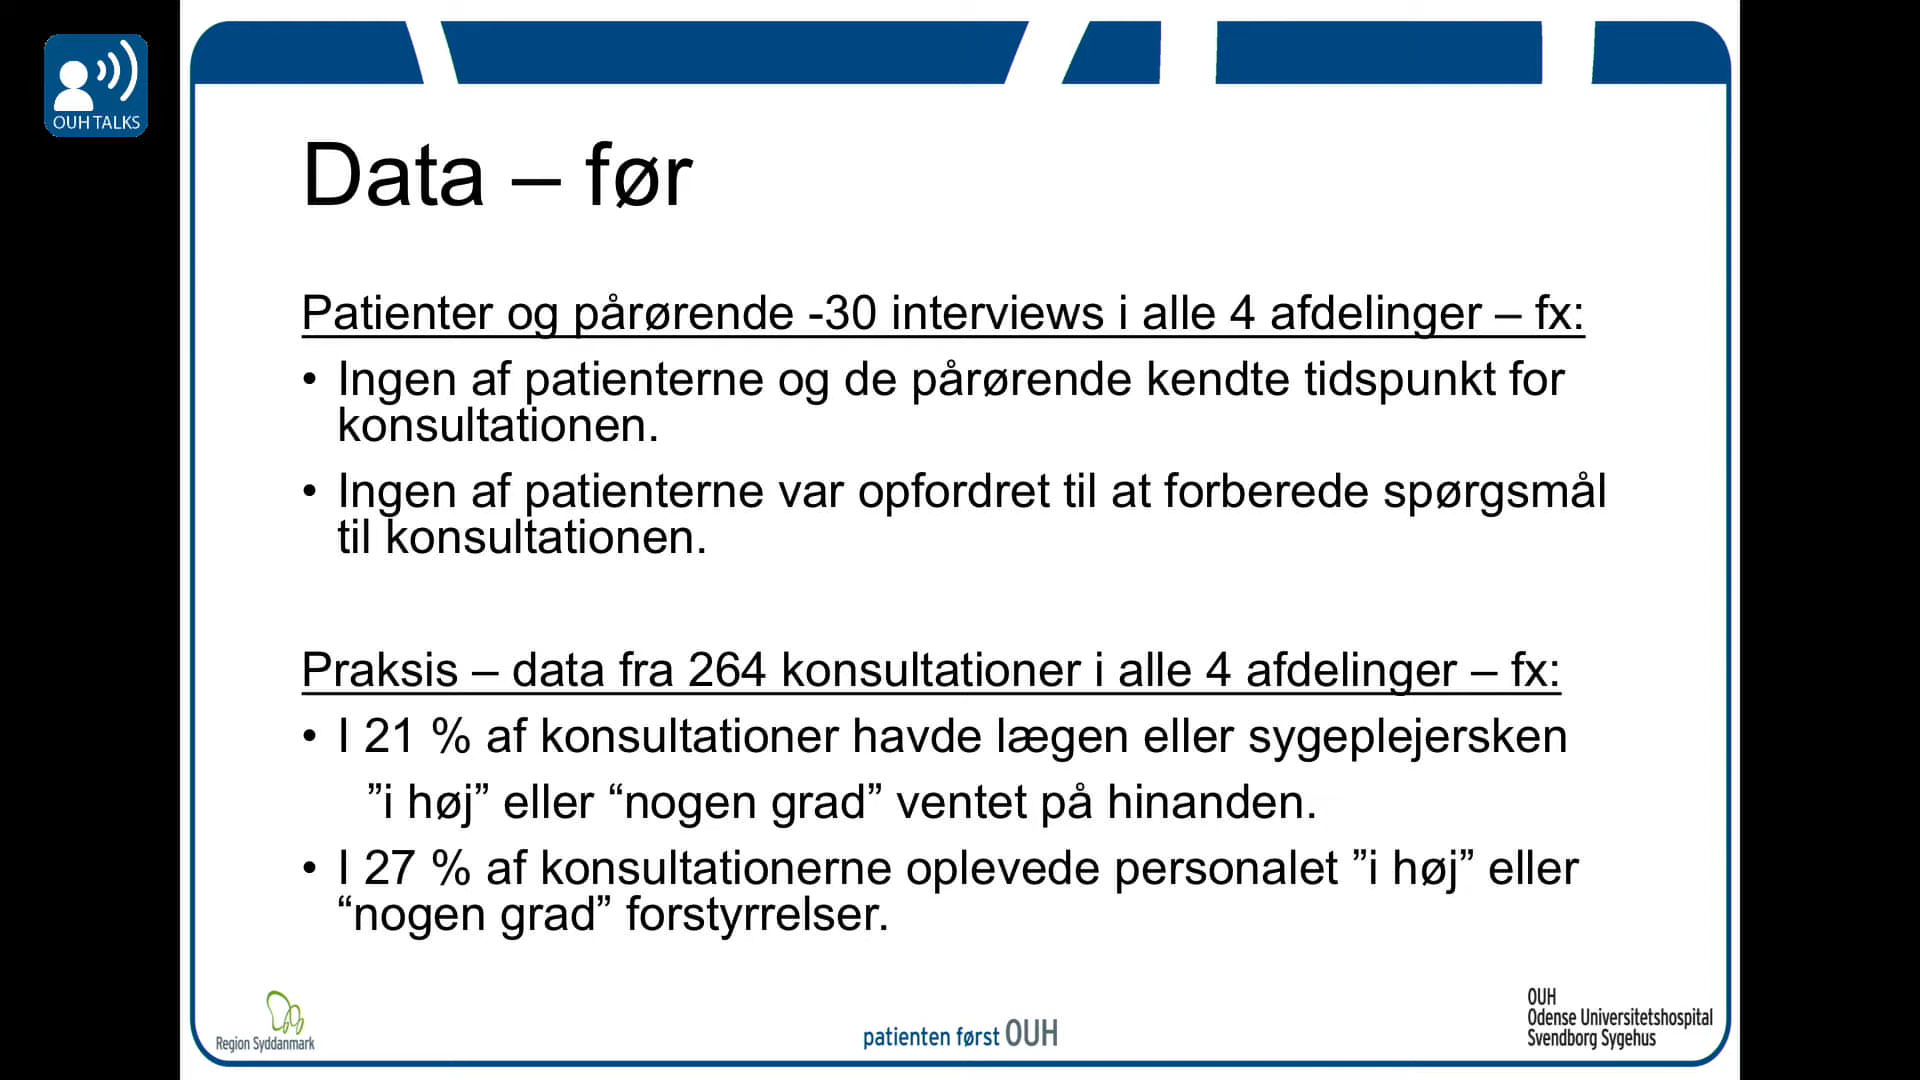 OUH TALKS
Data – før
Patienter og pårørende -30 interviews i alle 4 afdelinger – fx:
• Ingen af patienterne og de pårørende kendte tidspunkt for
konsultationen.
• Ingen af patienterne var opfordret til at forberede spørgsmål
til konsultationen.
Praksis – data fra 264 konsultationer i alle 4 afdelinger – fx:
• I 21 % af konsultationer havde lægen eller sygeplejersken
”i høj” eller “nogen grad” ventet på hinanden.
• I 27 % af konsultationerne oplevede personalet ”i høj” eller
“nogen grad” forstyrrelser.
Region Syddanmark
patienten først OUH
OUH
Odense Universitetshospital
Svendborg Sygehus